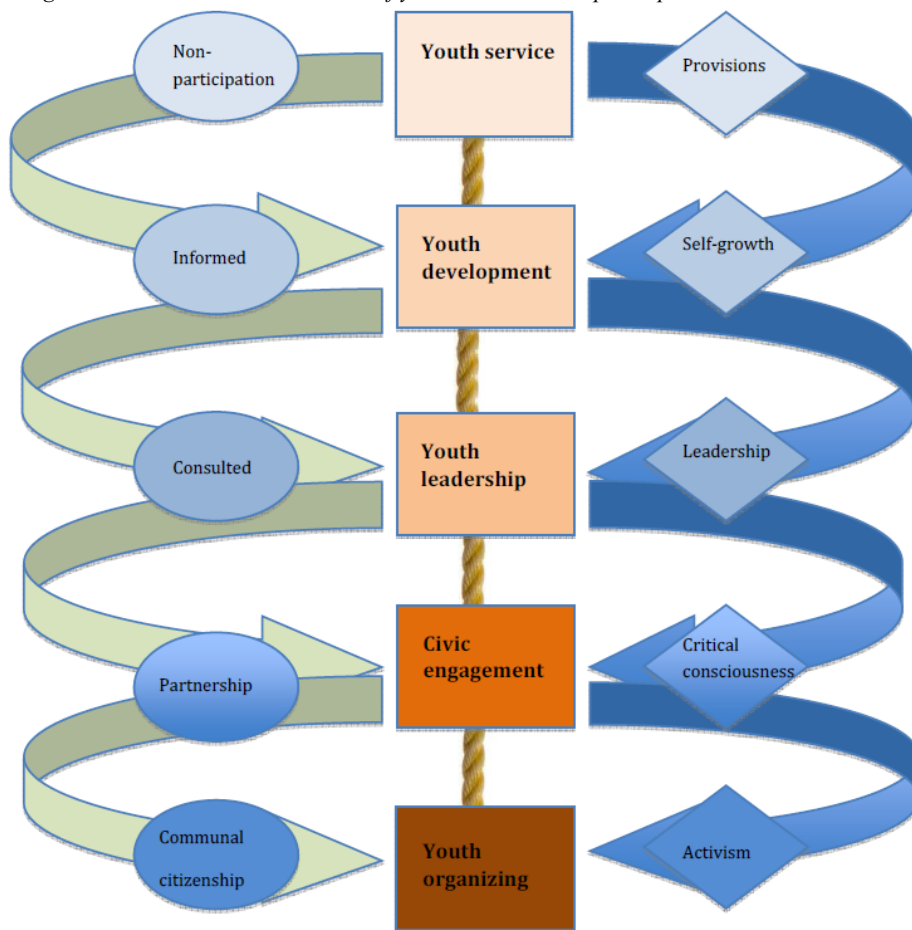 Non-
participation
Youth service
Provisions
Informed
Youth
development
Self-growth
Consulted
Youth
leadership
Leadership
Partnership
Civic
engagement
Critical
consciousness
Communal
citizenship
Youth
organizing
Activism